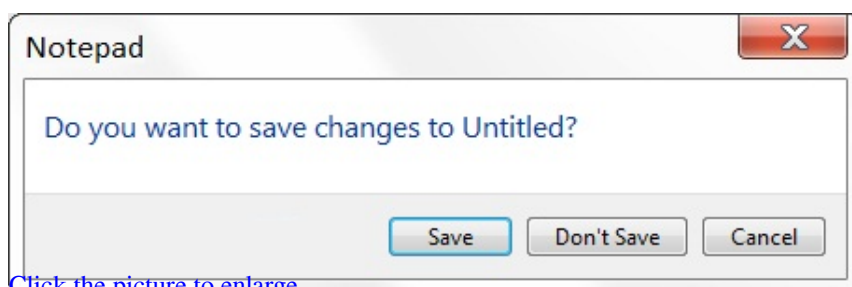 Notepad
Do you want to save changes to Untitled?
Save Don't Save Cancel
Click the picture to enlarge